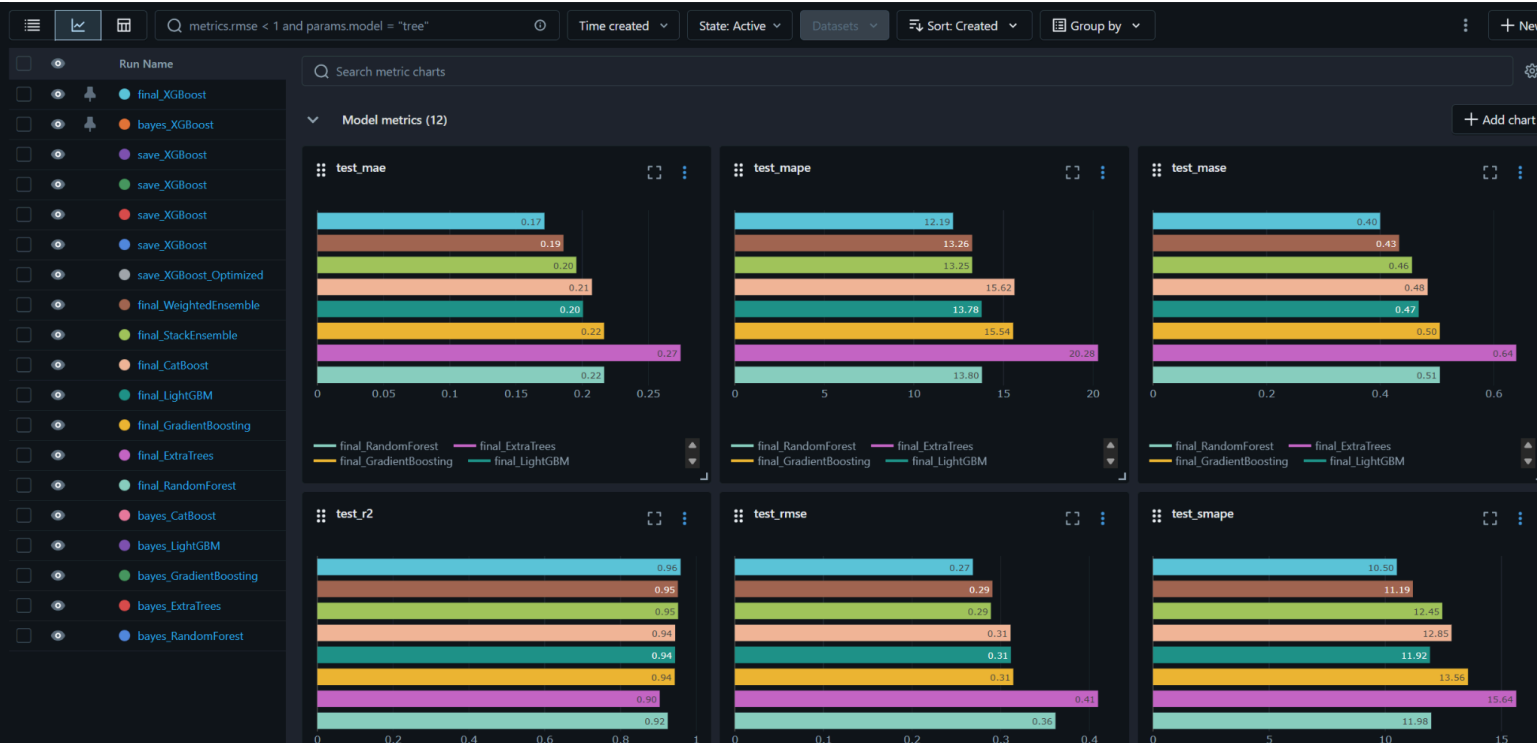 metrics.rmse < 1 and params.model = "tree" Time created State: Active Datasets Sort: Created Group by + New
Run Name
final_XGBoost
bayes_XGBoost
save_XGBoost
save_XGBoost
save_XGBoost
save_XGBoost
save_XGBoost_Optimized
final_WeightedEnsemble
final_StackEnsemble
final_CatBoost
final_LightGBM
final_GradientBoosting
final_ExtraTrees
final_RandomForest
bayes_CatBoost
bayes_LightGBM
bayes_GradientBoosting
bayes_ExtraTrees
bayes_RandomForest
Search metric charts
Model metrics (12) + Add chart
test_mae
0.17
0.19
0.20
0.21
0.20
0.22
0.27
0.22
0 0.05 0.1 0.15 0.2 0.25
final_RandomForest final_ExtraTrees
final_GradientBoosting final_LightGBM
test_mape
12.19
13.26
13.25
15.62
13.78
15.54
20.28
13.80
0 5 10 15 20
final_RandomForest final_ExtraTrees
final_GradientBoosting final_LightGBM
test_mase
0.40
0.43
0.46
0.48
0.47
0.50
0.64
0.51
0 0.2 0.4 0.6
final_RandomForest final_ExtraTrees
final_GradientBoosting final_LightGBM
test_r2
0.96
0.95
0.95
0.94
0.94
0.94
0.90
0.92
0 0.2 0.4 0.6 0.8 1
test_rmse
0.27
0.29
0.29
0.31
0.31
0.31
0.41
0.36
0 0.1 0.2 0.3 0.4
test_smape
10.50
11.19
12.45
12.85
11.92
13.56
15.64
11.98
0 5 10 15